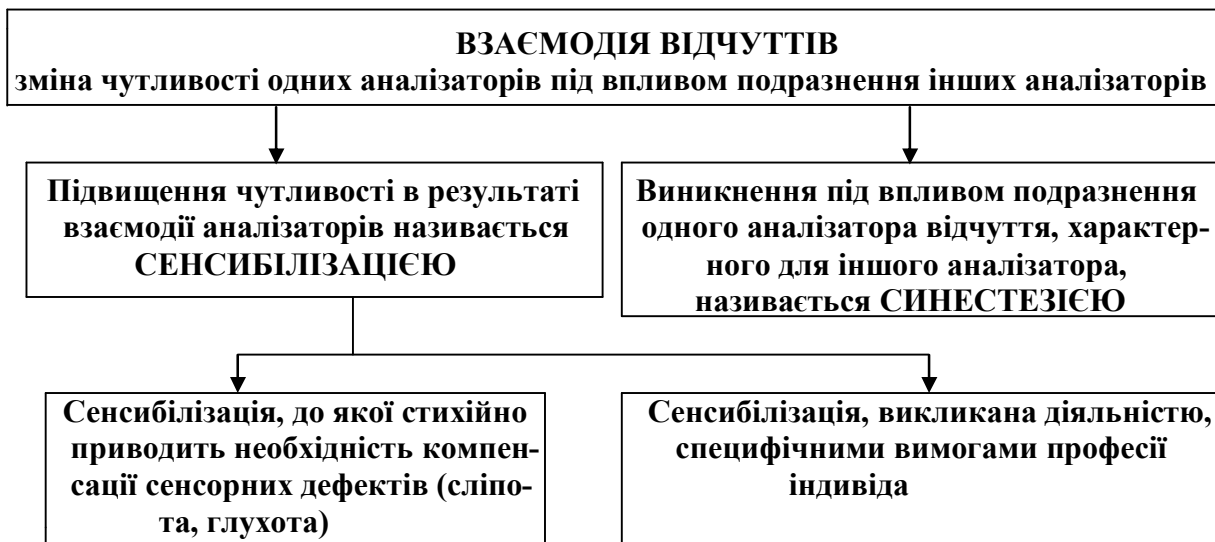 ВЗАЄМОДІЯ ВІДЧУТТІВ
зміна чутливості одних аналізаторів під впливом подразнення інших аналізаторів
Підвищення чутливості в результаті
взаємодії аналізаторів називається
СЕНСИБІЛІЗАЦІЄЮ
Виникнення під впливом подразнення
одного аналізатора відчуття, характер-
ного для іншого аналізатора,
називається СИНЕСТЕЗІЄЮ
Сенсибілізація, до якої стихійно
приводить необхідність компен-
сації сенсорних дефектів (сліпо-
та, глухота)
Сенсибілізація, викликана діяльністю,
специфічними вимогами професії
індивіда